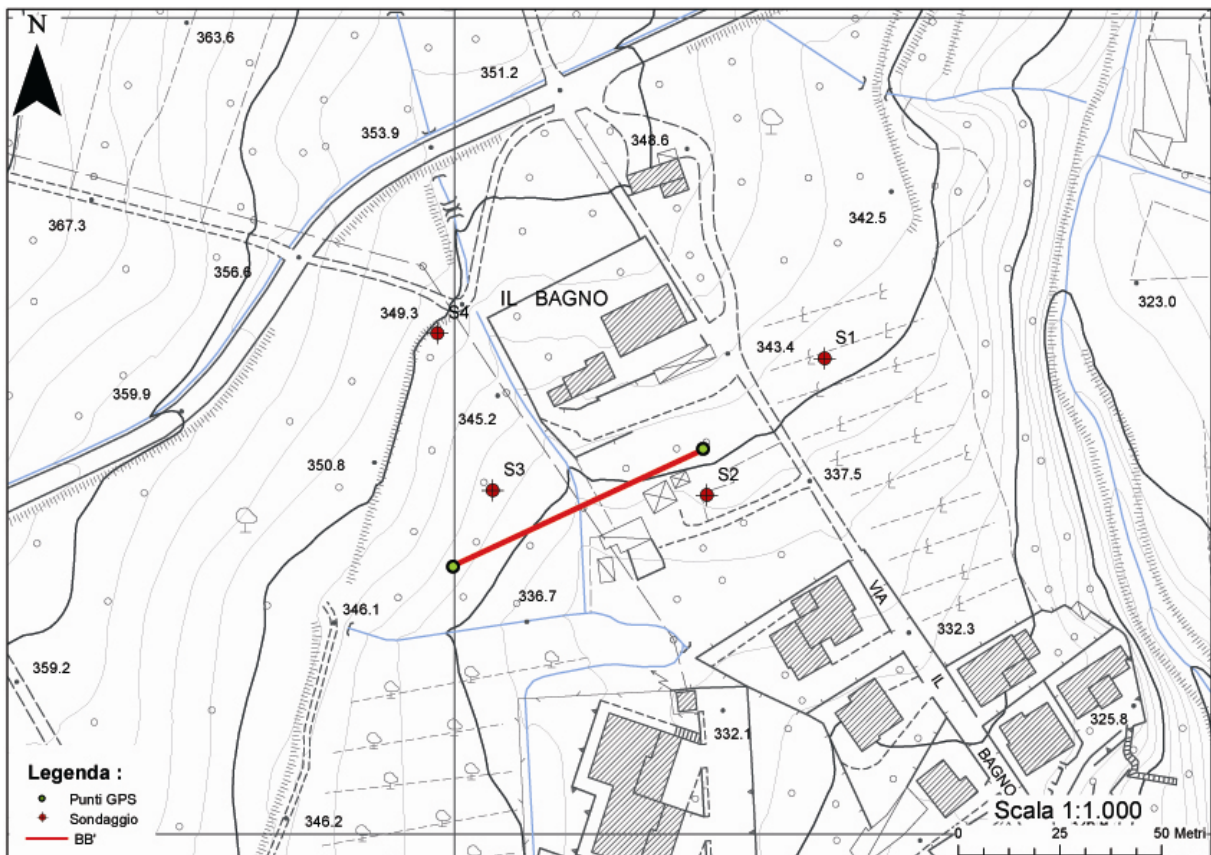 N
363.6
351.2
353.9
348.6
367.3
342.5
356.6
323.0
349.3
S4
IL BAGNO
343.4
S1
359.9
345.2
350.8
S3
S2
337.5
346.1
336.7
VIA
332.3
359.2
IL
332.1
325.8
BAGNO
Legenda :
Punti GPS
Sondaggio
BB'
346.2
Scala 1:1.000
0 25 50 Metri